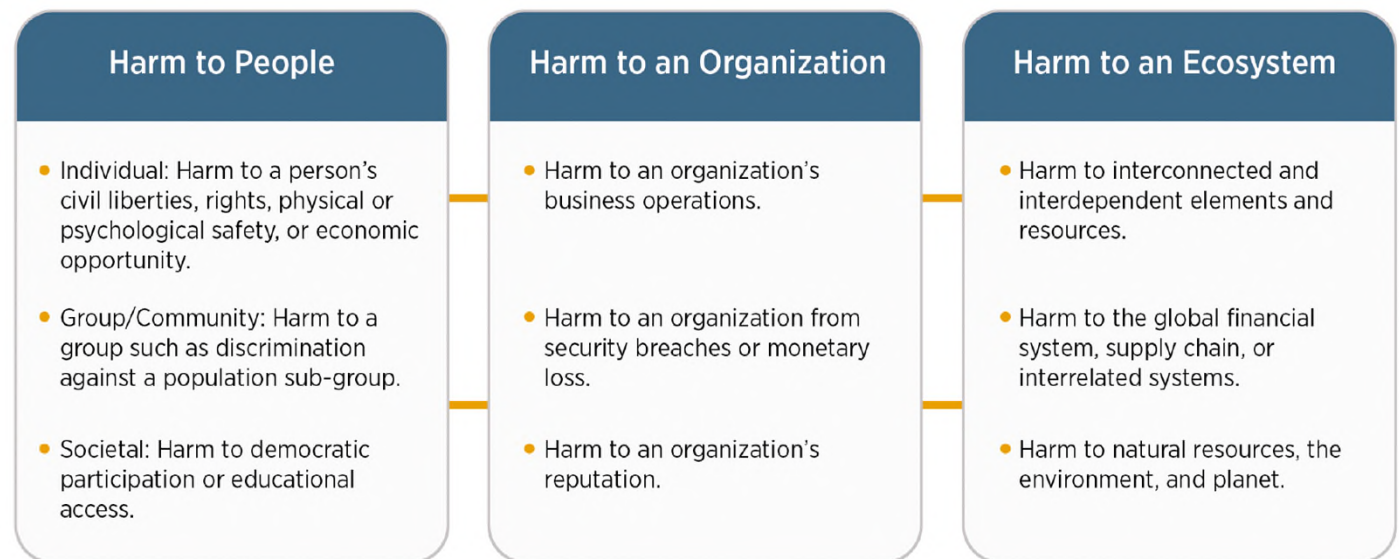 Harm to People
• Individual: Harm to a person’s
civil liberties, rights, physical or
psychological safety, or economic
opportunity.
• Group/Community: Harm to a
group such as discrimination
against a population sub-group.
• Societal: Harm to democratic
participation or educational
access.
Harm to an Organization
• Harm to an organization’s
business operations.
• Harm to an organization from
security breaches or monetary
loss.
• Harm to an organization’s
reputation.
Harm to an Ecosystem
• Harm to interconnected and
interdependent elements and
resources.
• Harm to the global financial
system, supply chain, or
interrelated systems.
• Harm to natural resources, the
environment, and planet.